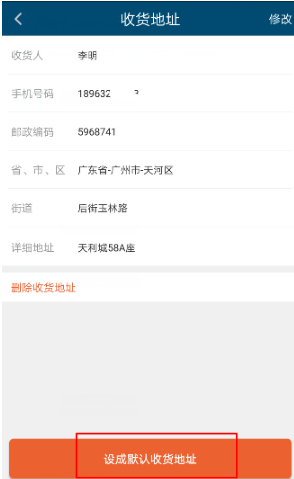 收货地址 修改
收货人 李明
手机号码 189632
邮政编码 5968741
省、市、区 广东省-广州市-天河区
街道 后街玉林路
详细地址 天利城58A座
删除收货地址
设成默认收货地址